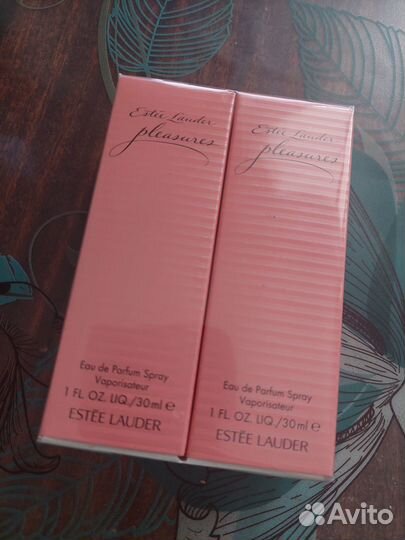 Estée Lauder
pleasures
Eau de Parfum Spray
Vaporisateur
1 FL. OZ. LIQ./30ml e
ESTĒE LAUDER
Estée Lauder
pleasures
Eau de Parfum Spray
Vaporisateur
1 FL. OZ. LIQ./30ml e
ESTĒE LAUDER
Avito